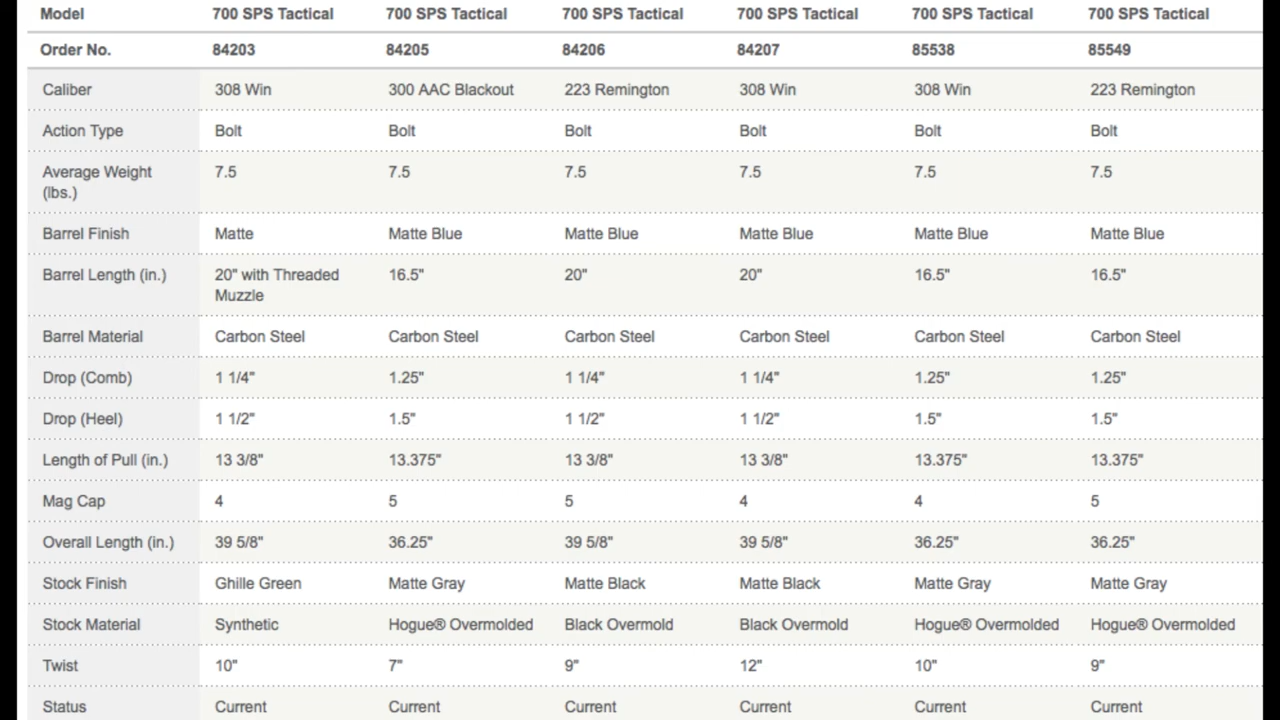 Model 700 SPS Tactical 700 SPS Tactical 700 SPS Tactical 700 SPS Tactical 700 SPS Tactical 700 SPS Tactical
Order No. 84203 84205 84206 84207 85538 85549
Caliber 308 Win 300 AAC Blackout 223 Remington 308 Win 308 Win 223 Remington
Action Type Bolt Bolt Bolt Bolt Bolt Bolt
Average Weight 7.5 7.5 7.5 7.5 7.5 7.5
(lbs.)
Barrel Finish Matte Matte Blue Matte Blue Matte Blue Matte Blue Matte Blue
Barrel Length (in.) 20" with Threaded 16.5" 20" 20" 16.5" 16.5"
Muzzle
Barrel Material Carbon Steel Carbon Steel Carbon Steel Carbon Steel Carbon Steel Carbon Steel
Drop (Comb) 1 1/4" 1.25" 1 1/4" 1 1/4" 1.25" 1.25"
Drop (Heel) 1 1/2" 1.5" 1 1/2" 1 1/2" 1.5" 1.5"
Length of Pull (in.) 13 3/8" 13.375" 13 3/8" 13 3/8" 13.375" 13.375"
Mag Cap 4 5 5 4 4 5
Overall Length (in.) 39 5/8" 36.25" 39 5/8" 39 5/8" 36.25" 36.25"
Stock Finish Ghille Green Matte Gray Matte Black Matte Black Matte Gray Matte Gray
Stock Material Synthetic Hogue® Overmolded Black Overmold Black Overmold Hogue® Overmolded Hogue® Overmolded
Twist 10" 7" 9" 12" 10" 9"
Status Current Current Current Current Current Current